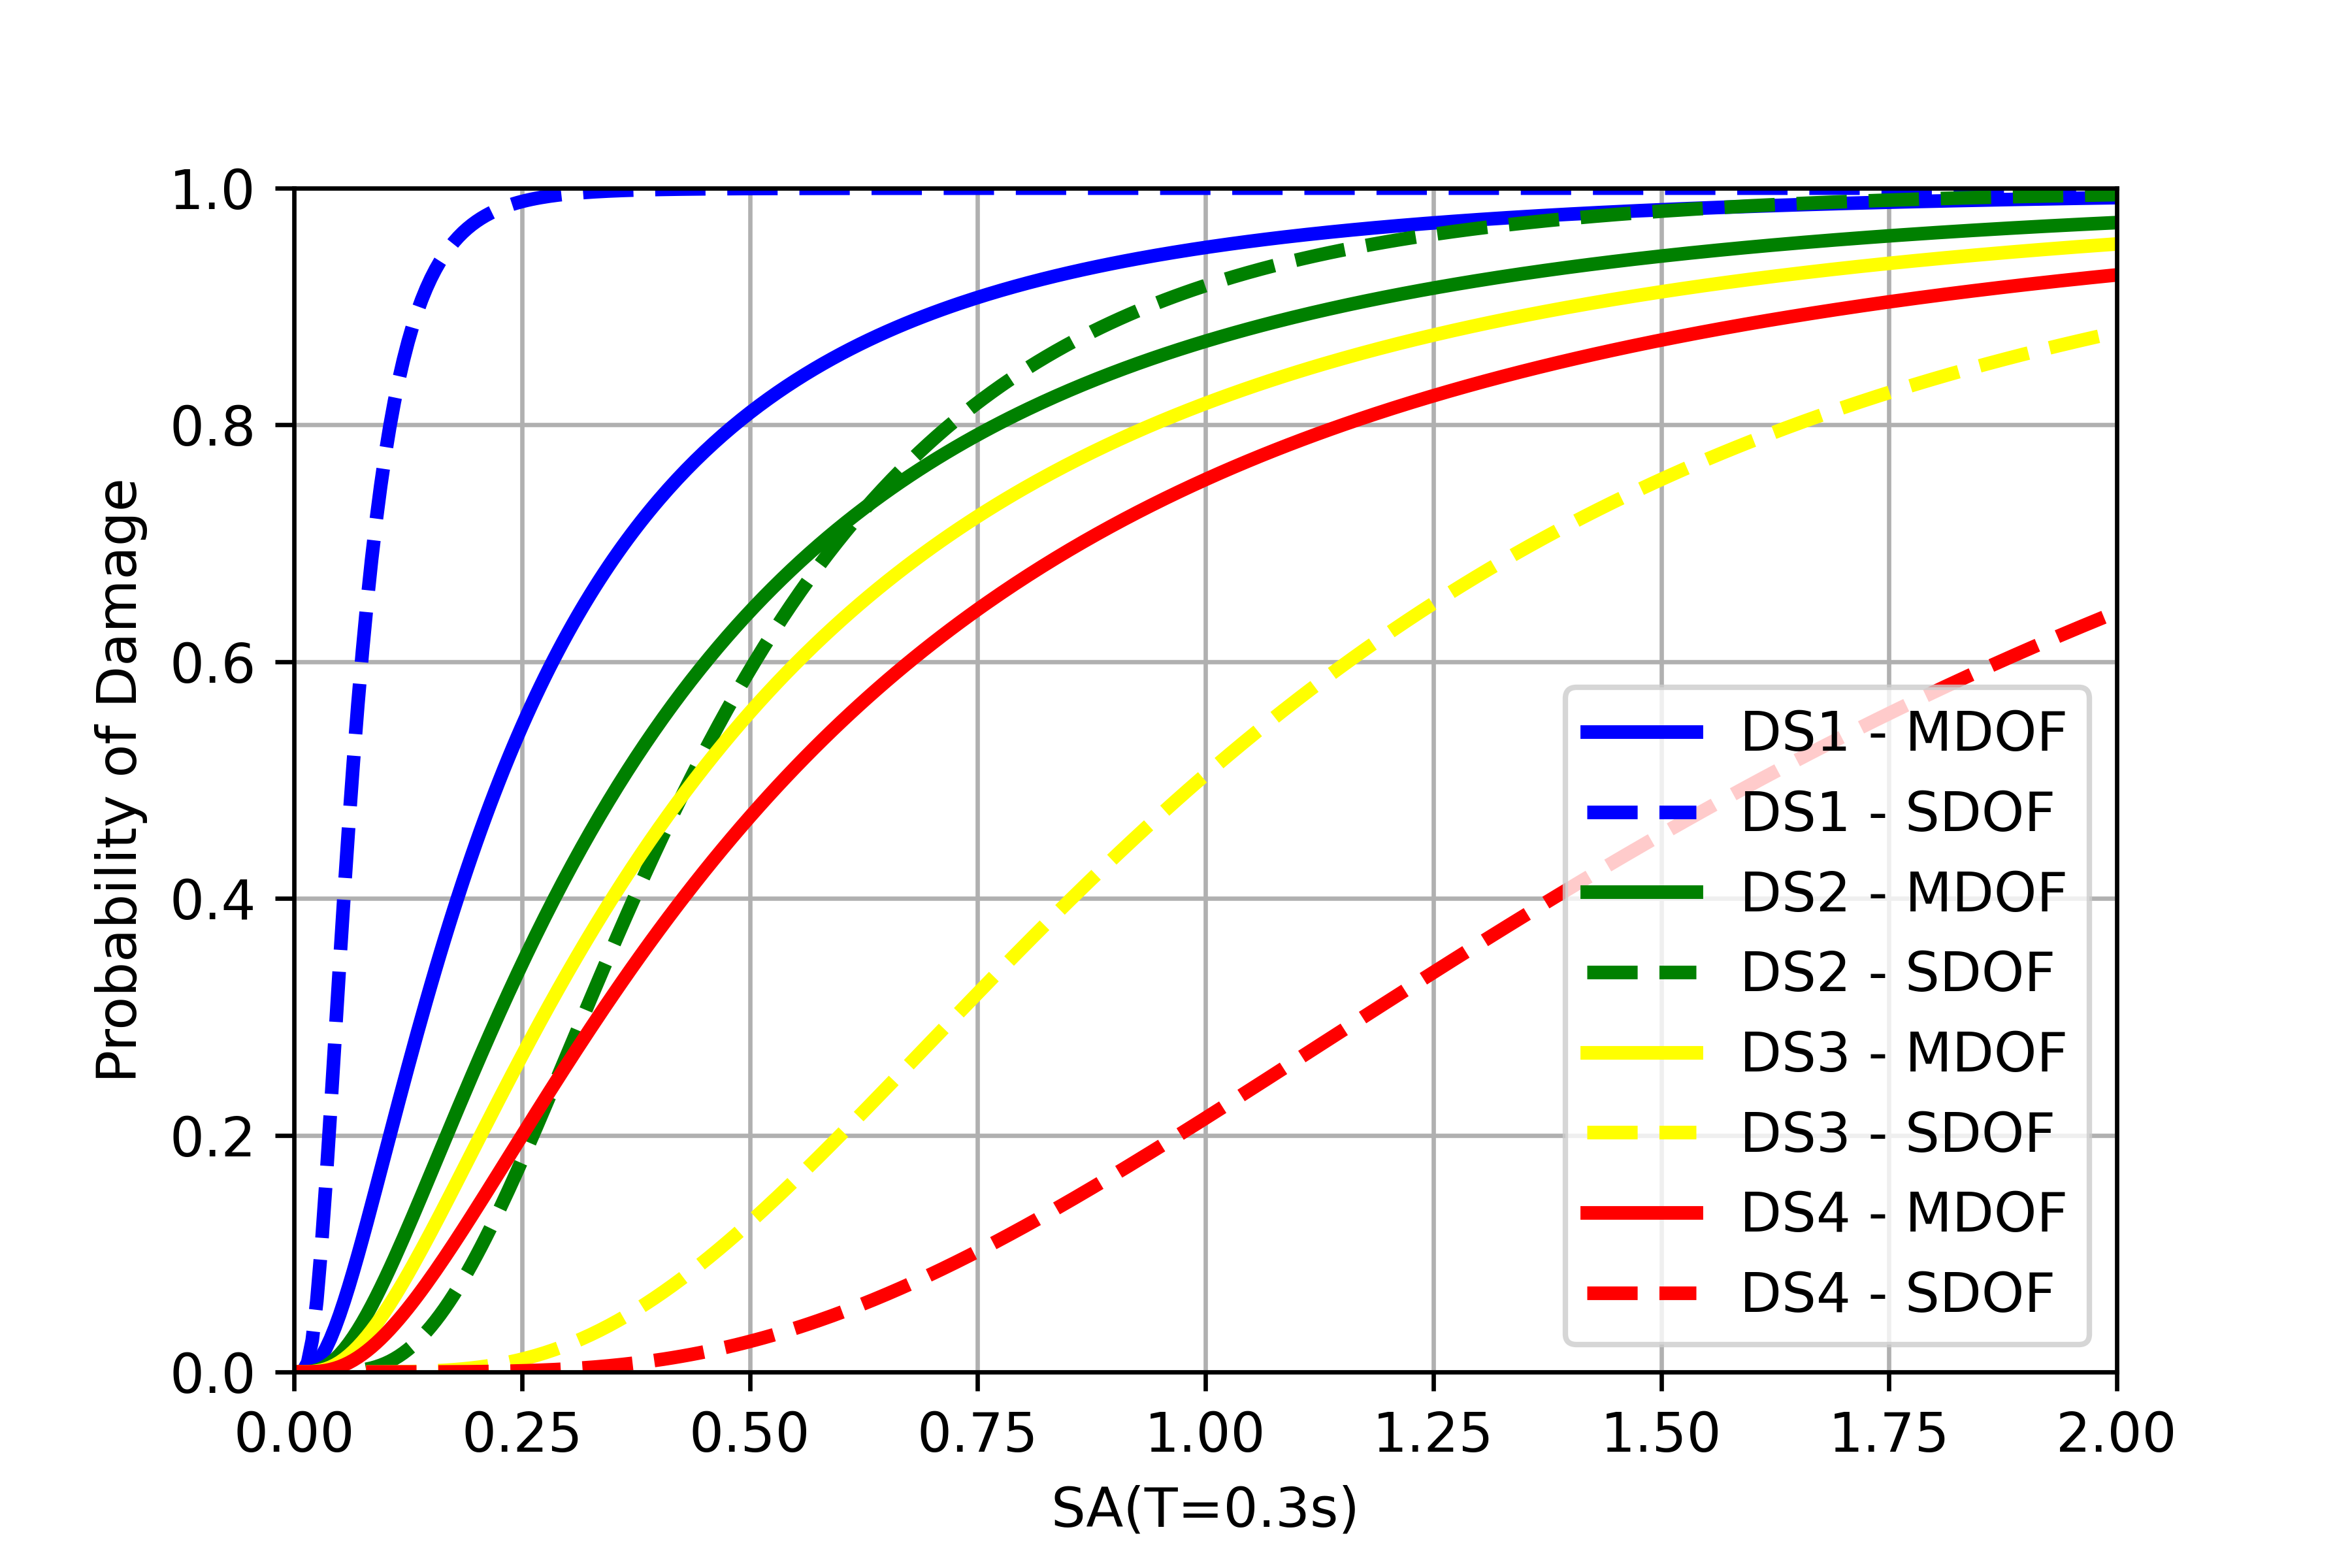 1.0
0.8
0.6
0.4
0.2
0.0
Probability of Damage
0.00 0.25 0.50 0.75 1.00 1.25 1.50 1.75 2.00
SA(T=0.3s)
DS1 - MDOF
DS1 - SDOF
DS2 - MDOF
DS2 - SDOF
DS3 - MDOF
DS3 - SDOF
DS4 - MDOF
DS4 - SDOF